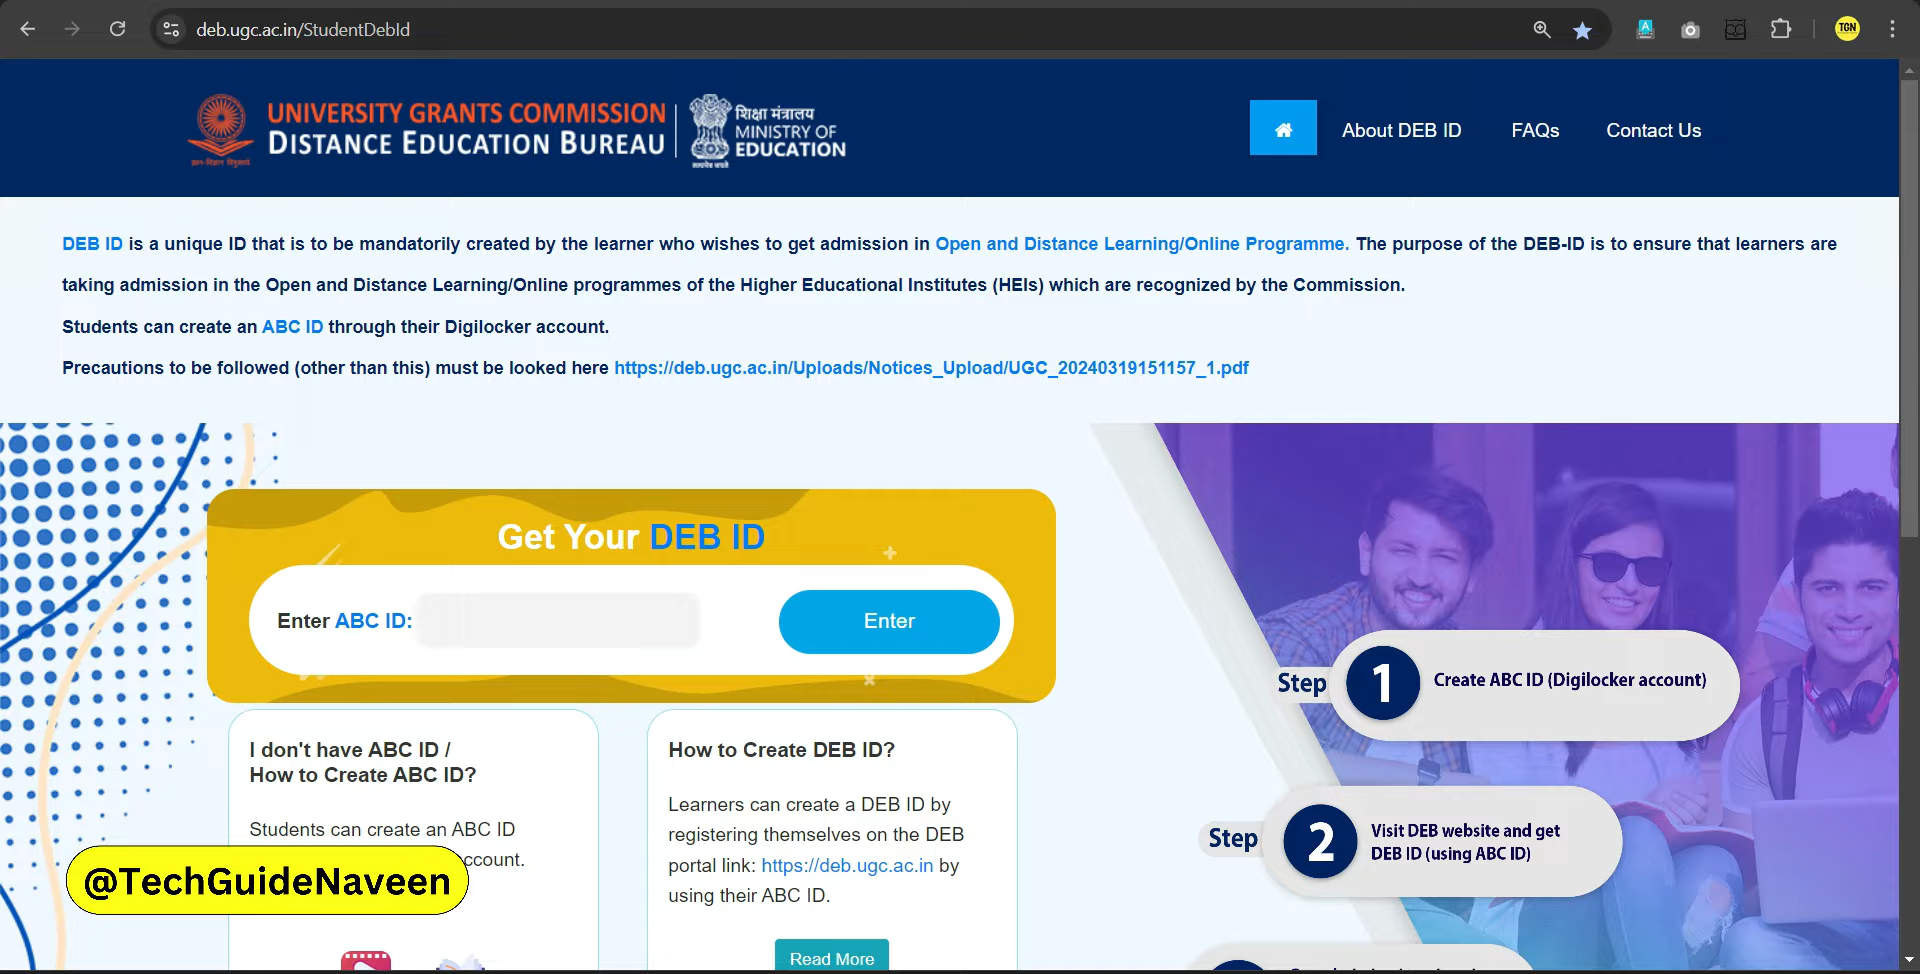 deb.ugc.ac.in/StudentDebId
TGN
UNIVERSITY GRANTS COMMISSION
DISTANCE EDUCATION BUREAU
शिक्षा मंत्रालय
MINISTRY OF
EDUCATION
About DEB ID
FAQs
Contact Us
DEB ID is a unique ID that is to be mandatorily created by the learner who wishes to get admission in Open and Distance Learning/Online Programme. The purpose of the DEB-ID is to ensure that learners are
taking admission in the Open and Distance Learning/Online programmes of the Higher Educational Institutes (HEIs) which are recognized by the Commission.
Students can create an ABC ID through their Digilocker account.
Precautions to be followed (other than this) must be looked here https://deb.ugc.ac.in/Uploads/Notices_Upload/UGC_20240319151157_1.pdf
Get Your DEB ID
Enter ABC ID:
Enter
I don't have ABC ID /
How to Create ABC ID?
Students can create an ABC ID
ccount.
@TechGuideNaveen
How to Create DEB ID?
Learners can create a DEB ID by
registering themselves on the DEB
portal link: https://deb.ugc.ac.in by
using their ABC ID.
Read More
Step 1 Create ABC ID (Digilocker account)
Step 2 Visit DEB website and get
DEB ID (using ABC ID)